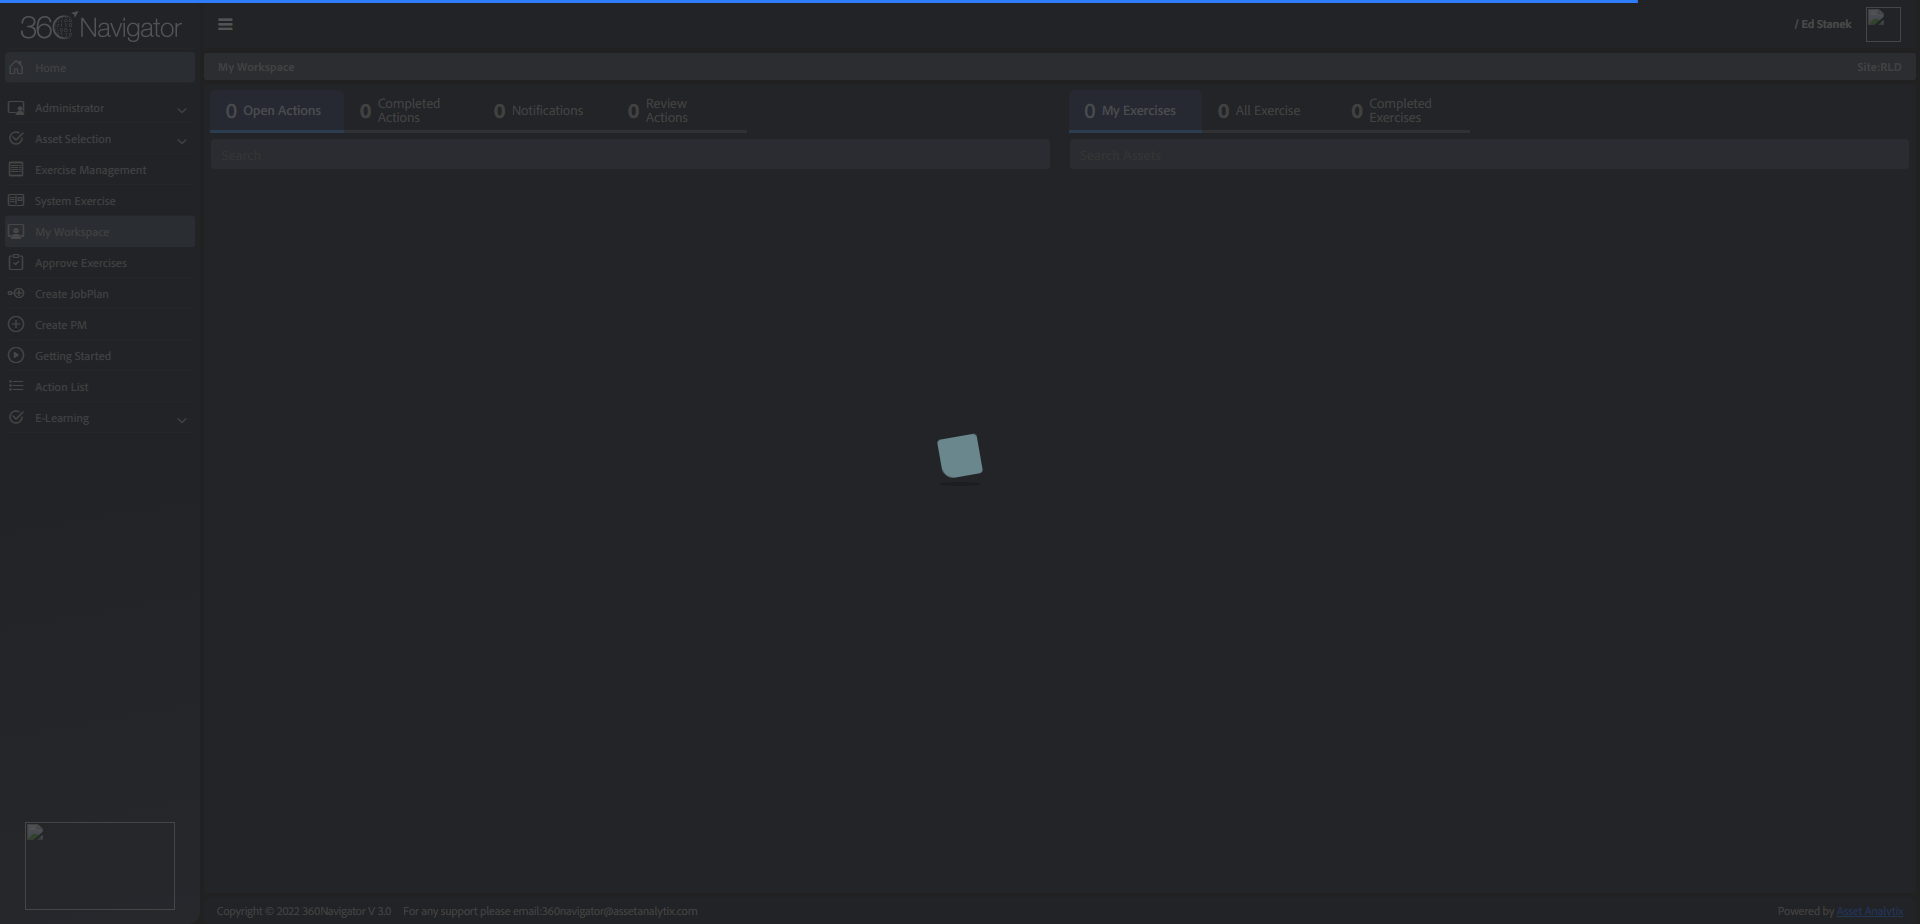 360 Navigator
/ Ed Stanek
Home
Administrator
Asset Selection
Exercise Management
System Exercise
My Workspace
Approve Exercises
Create JobPlan
Create PM
Getting Started
Action List
E-Learning
My Workspace
Site:RLD
0 Open Actions
0 Completed
Actions
0 Notifications
0 Review
Actions
Search
0 My Exercises
0 All Exercise
0 Completed
Exercises
Search Assets
Copyright © 2022 360Navigator V 3.0 For any support please email:360navigator@assetanalytix.com
Powered by Asset Analytix